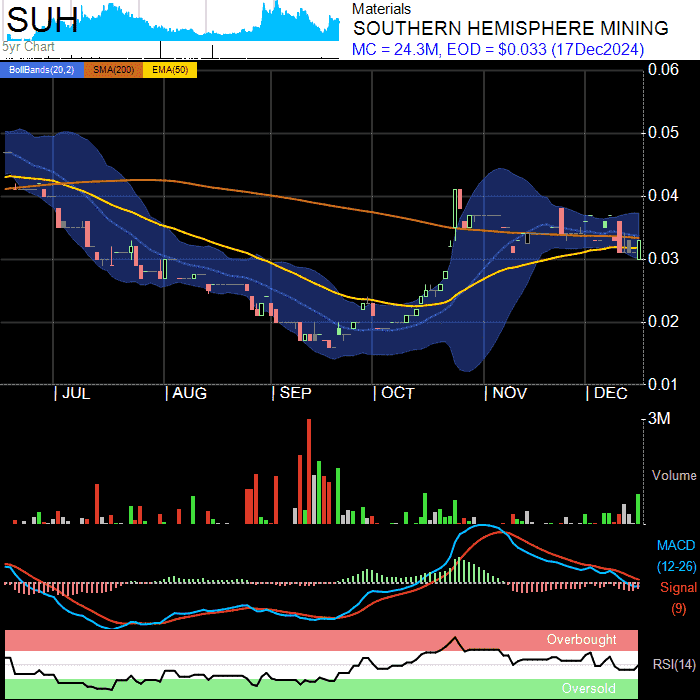 SUH
5yr Chart
Materials
SOUTHERN HEMISPHERE MINING
MC = 24.3M, EOD = $0.033 (17Dec2024)
BollBands(20,2) SMA(200) EMA(50)
0.06
0.05
0.04
0.03
0.02
0.01
| JUL | AUG | SEP | OCT | NOV | DEC
3M
Volume
MACD
(12-26)
Signal
(9)
Overbought
RSI(14)
Oversold